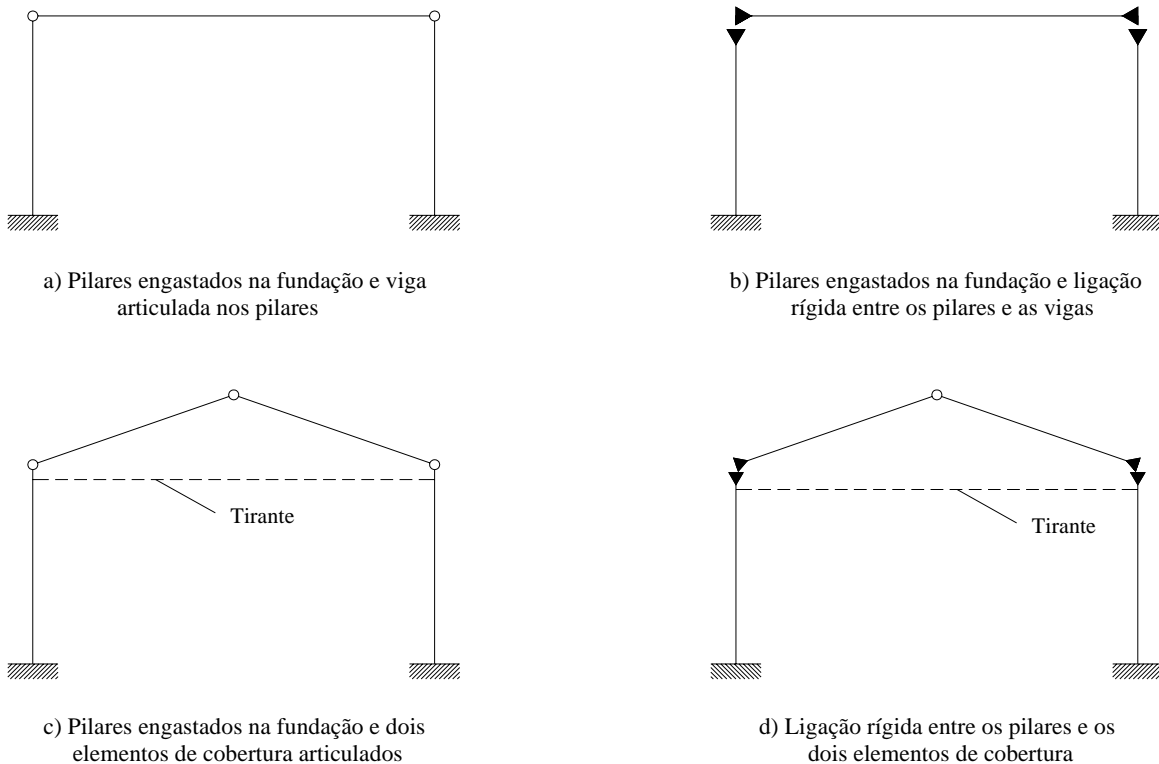 a) Pilares engastados na fundação e viga
articulada nos pilares
b) Pilares engastados na fundação e ligação
rígida entre os pilares e as vigas
Tirante
Tirante
c) Pilares engastados na fundação e dois
elementos de cobertura articulados
d) Ligação rígida entre os pilares e os
dois elementos de cobertura